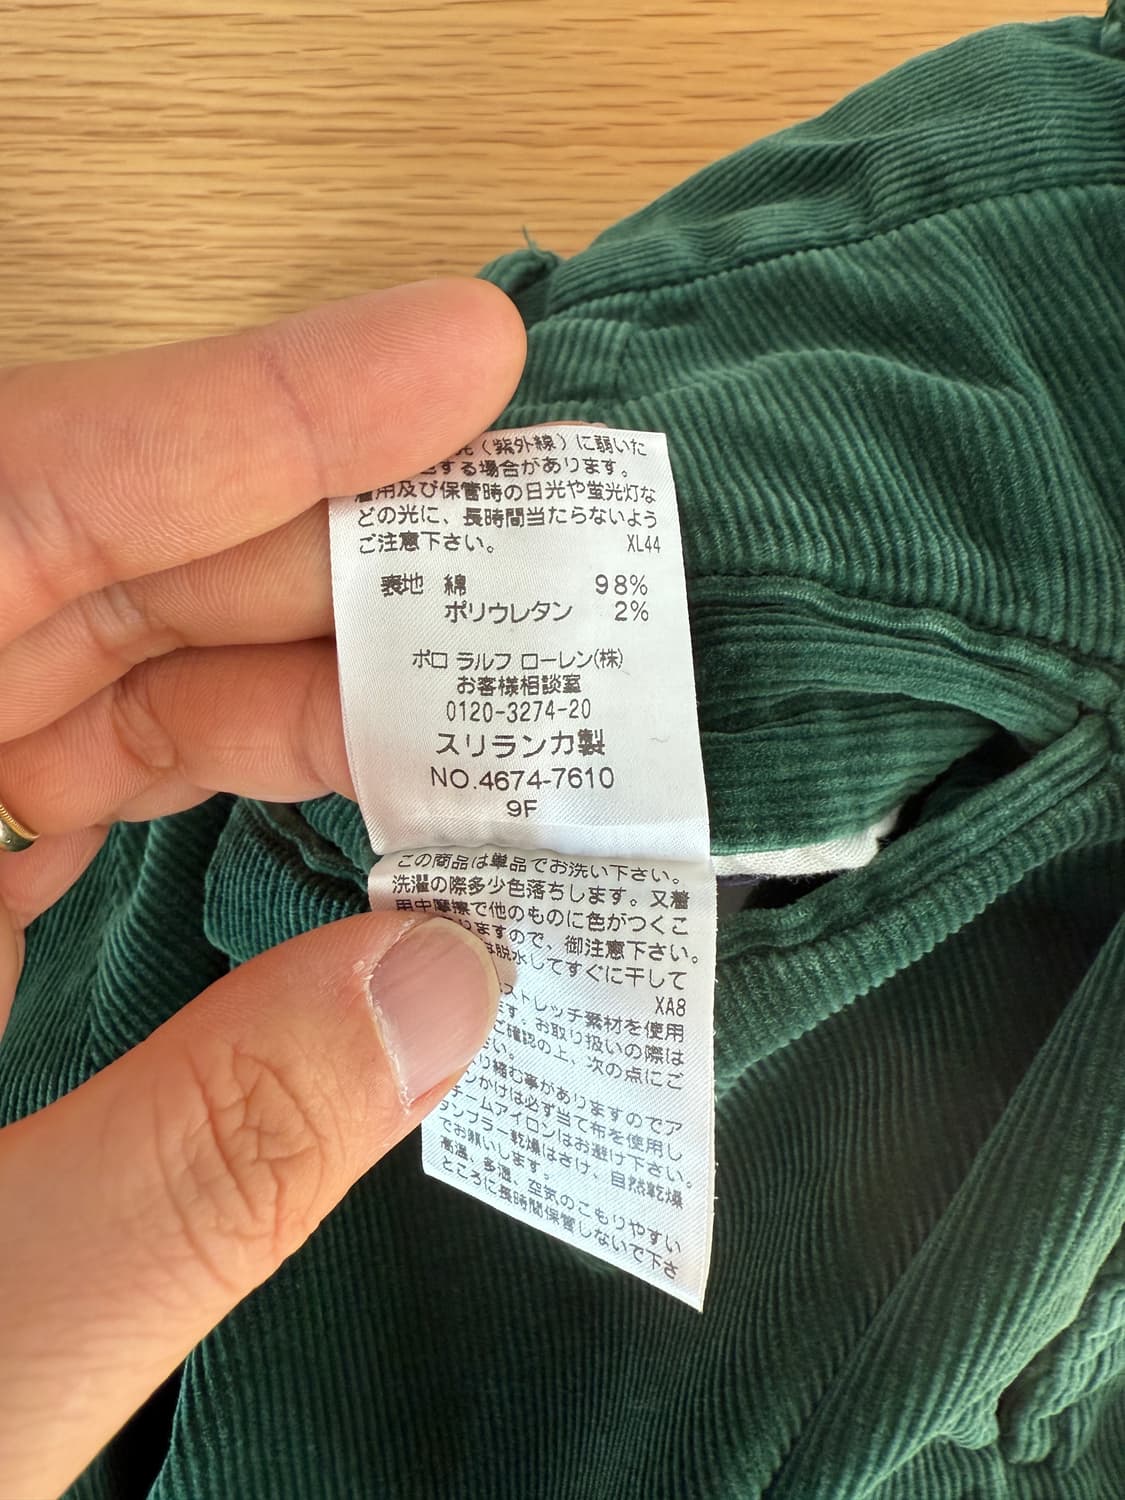 （紫外線）に弱いた
する場合があります。
着用及び保管時の日光や蛍光灯な
どの光に、長時間当たらないよう
ご注意下さい。 XL44
表地 綿 98%
ポリウレタン 2%
ポロ ラルフ ローレン(株)
お客様相談室
0120-3274-20
スリランカ製
NO.4674-7610
9F
この商品は単品でお洗い下さい。
洗濯の際多少色落ちします。又着
用中摩擦で他のものに色がつくこ
ますので、御注意下さい。
脱水してすぐに干して
XA8
ストレッチ素材を使用
す。お取り扱いの際は
ご確認の上、次の点にご
さい。
り縮む事がありますのでア
ンかけは必ず当て布を使用し
チームアイロンはお避け下さい。
タンブラー乾燥はさけ、自然乾燥
でお願いします。
高温、多湿、空気のこもりやすい
ところに長時間保管しないで下さ